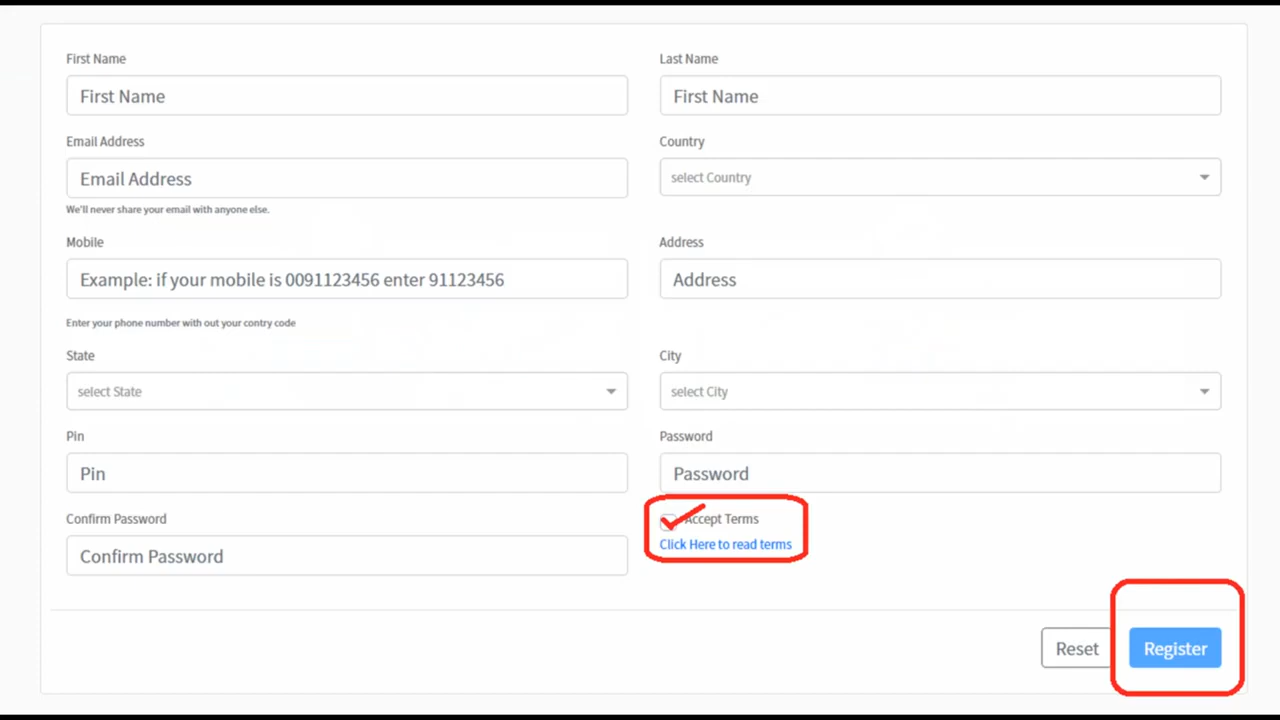 First Name
Last Name
First Name
First Name
Email Address
Country
Email Address
select Country
We'll never share your email with anyone else.
Mobile
Address
Example: if your mobile is 0091123456 enter 91123456
Address
Enter your phone number with out your contry code
State
City
select State
select City
Pin
Password
Pin
Password
Confirm Password
Accept Terms
Click Here to read terms
Confirm Password
Reset
Register